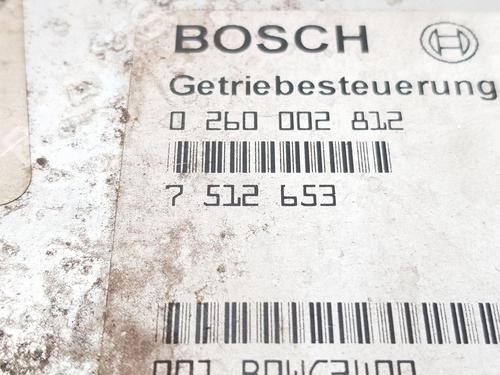 BOSCH
Getriebesteuerung
0 260 002 812
7 512 653